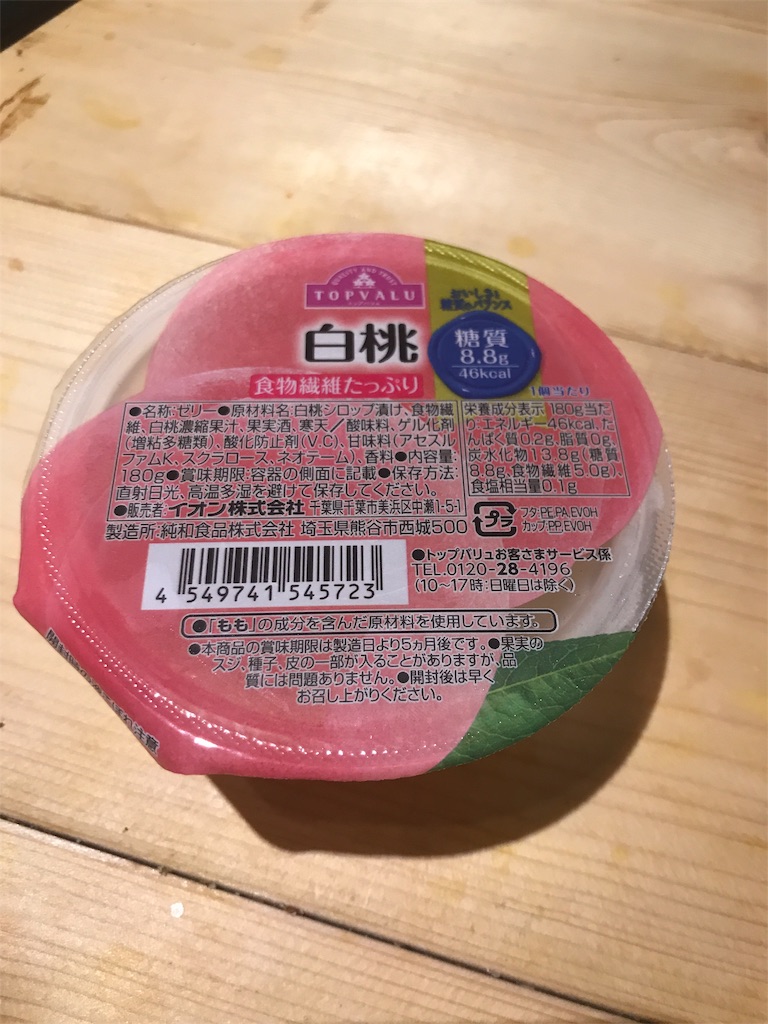 QUALITY AND TRUST
TOPVALU
白桃
食物繊維たっぷり
おいしさと
糖質のバランス
糖質
8.8g
46kcal
1個当たり
●名称:ゼリー●原材料名:白桃シロップ漬け、食物繊
維、白桃濃縮果汁、果実酒、寒天/酸味料、ゲル化剤
(増粘多糖類)、酸化防止剤(V.C)、甘味料(アセスル
ファムK、スクラロース、ネオテーム)、香料●内容量:
180g●賞味期限:容器の側面に記載●保存方法:
直射日光、高温多湿を避けて保存してください。
●販売者:イオン株式会社 千葉県千葉市美浜区中瀬1-5-1
製造所:純和食品株式会社 埼玉県熊谷市西城500
栄養成分表示 180g当た
り:エネルギー46kcal、た
んぱく質0.2g、脂質0g、
炭水化物13.8g(糖質
8.8g、食物繊維5.0g)、
食塩相当量0.1g
プラ
フタ:PE,PA,EVOH
カップ:PP,EVOH
4 549741 545723
●トップバリュお客さまサービス係
TEL.0120-28-4196
(10~17時:日曜日は除く)
●「もも」の成分を含んだ原材料を使用しています。
●本商品の賞味期限は製造日より5ヵ月後です。●果実の
スジ、種子、皮の一部が入ることがありますが、品
質には問題ありません。●開封後は早く
お召し上がりください。
注意